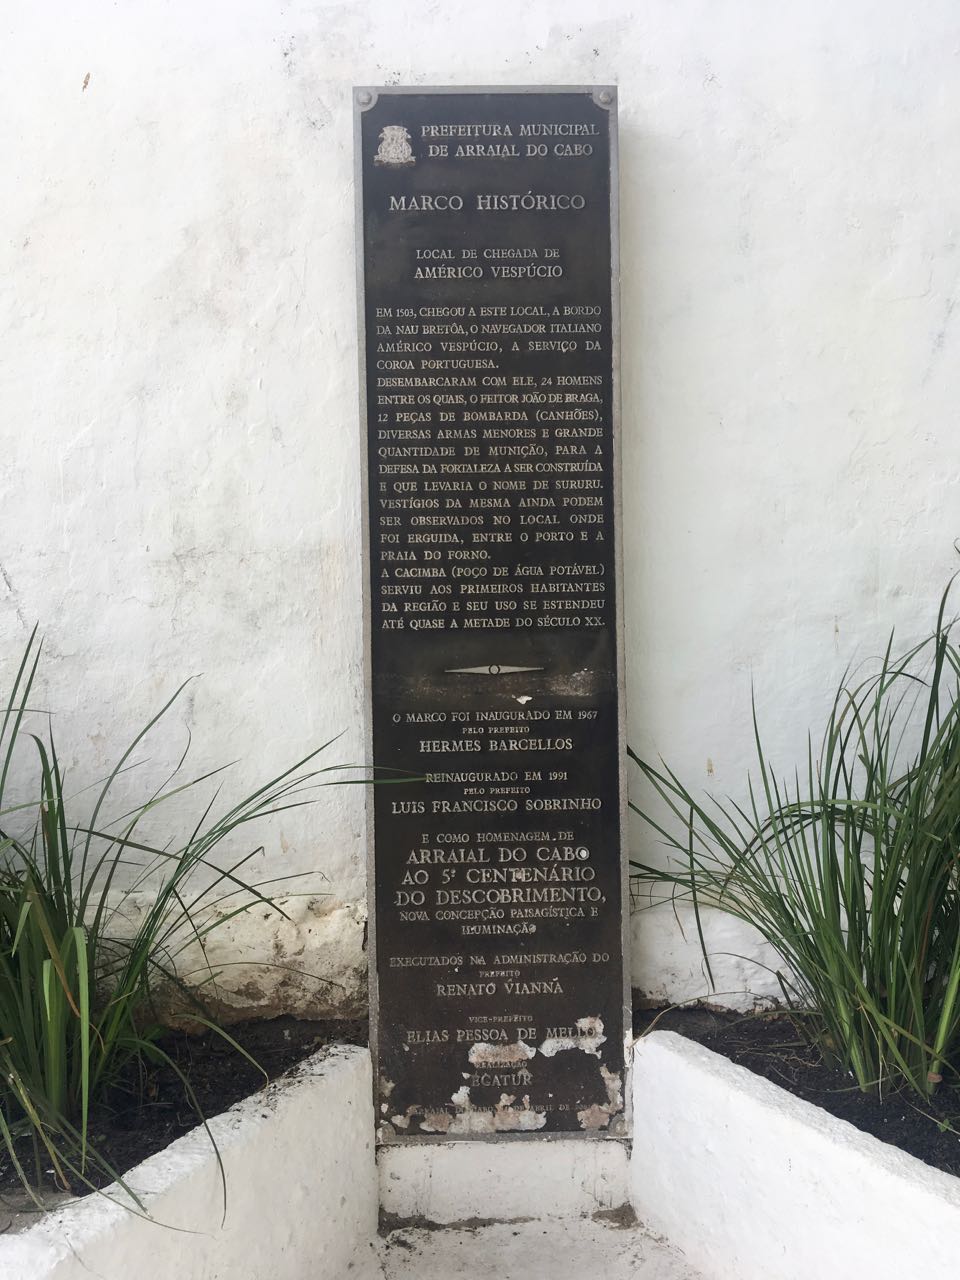 PREFEITURA MUNICIPAL
DE ARRAIAL DO CABO
MARCO HISTÓRICO
LOCAL DE CHEGADA DE
AMÉRICO VESPÚCIO
EM 1503, CHEGOU A ESTE LOCAL, A BORDO
DA NAU BRETÔA, O NAVEGADOR ITALIANO
AMÉRICO VESPÚCIO, A SERVIÇO DA
COROA PORTUGUESA.
DESEMBARCARAM COM ELE, 24 HOMENS
ENTRE OS QUAIS, O FEITOR JOÃO DE BRAGA,
12 PEÇAS DE BOMBARDA (CANHÕES),
DIVERSAS ARMAS MENORES E GRANDE
QUANTIDADE DE MUNIÇÃO, PARA A
DEFESA DA FORTALEZA A SER CONSTRUÍDA
E QUE LEVARIA O NOME DE SURURU.
VESTÍGIOS DA MESMA AINDA PODEM
SER OBSERVADOS NO LOCAL ONDE
FOI ERGUIDA, ENTRE O PORTO E A
PRAIA DO FORNO.
A CACIMBA (POÇO DE ÁGUA POTÁVEL)
SERVIU AOS PRIMEIROS HABITANTES
DA REGIÃO E SEU USO SE ESTENDEU
ATÉ QUASE A METADE DO SÉCULO XX.
O MARCO FOI INAUGURADO EM 1967
PELO PREFEITO
HERMES BARCELLOS
REINAUGURADO EM 1991
PELO PREFEITO
LUIS FRANCISCO SOBRINHO
E COMO HOMENAGEM DE
ARRAIAL DO CABO
AO 5º CENTENÁRIO
DO DESCOBRIMENTO,
NOVA CONCEPÇÃO PAISAGÍSTICA E
ILUMINAÇÃO
EXECUTADOS NA ADMINISTRAÇÃO DO
PREFEITO
RENATO VIANNA
VICE-PREFEITO
ELIAS PESSOA DE MELLO
REALIZAÇÃO
ECATUR
ARRAIAL DO CABO DE ABRIL DE